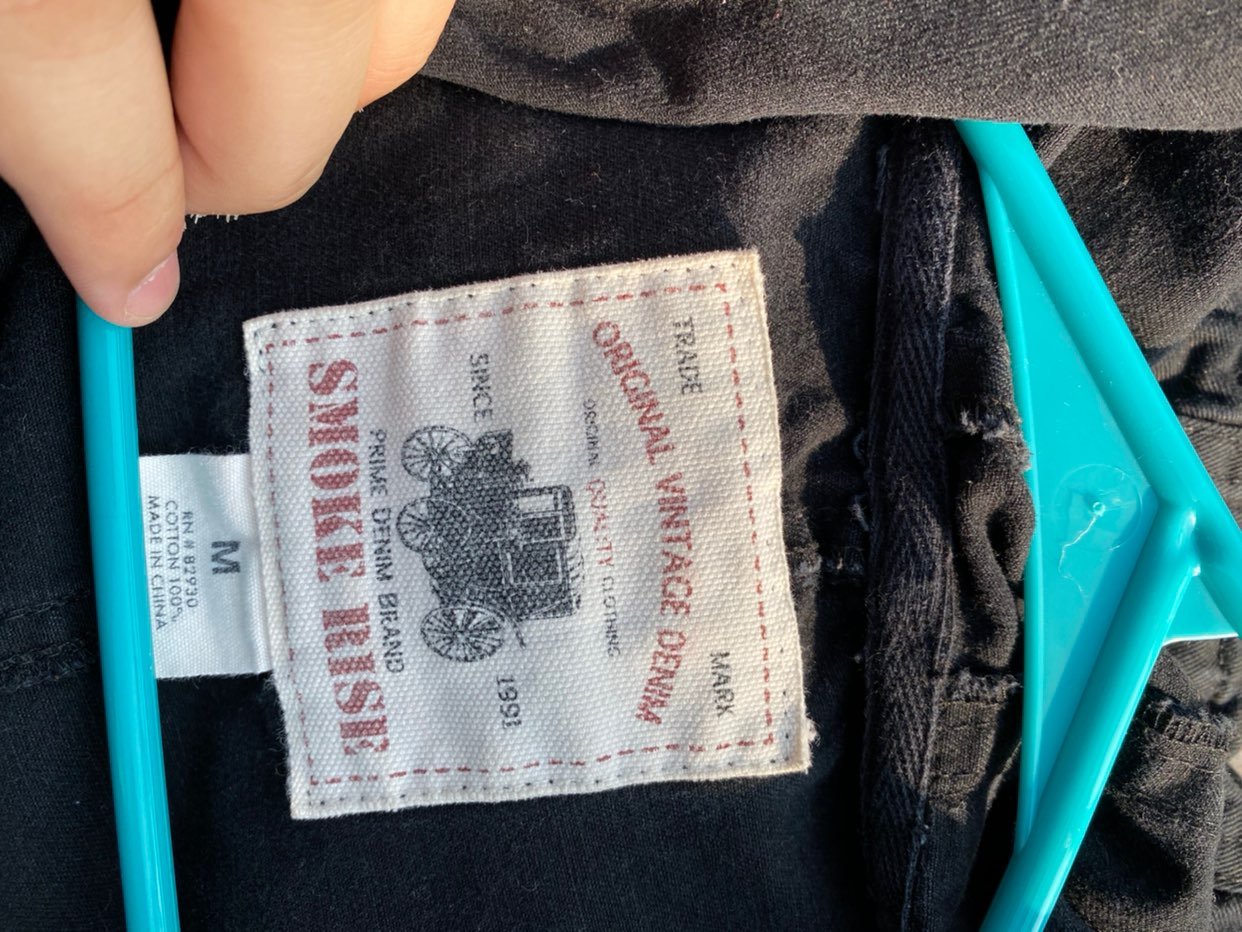 TRADE MARK
ORIGINAL VINTAGE DENIM
ORIGINAL QUALITY CLOTHING
SINCE 1991
PRIME DENIM BRAND
SMOKE RISE
M
RN # 82930
COTTON 100%
MADE IN CHINA